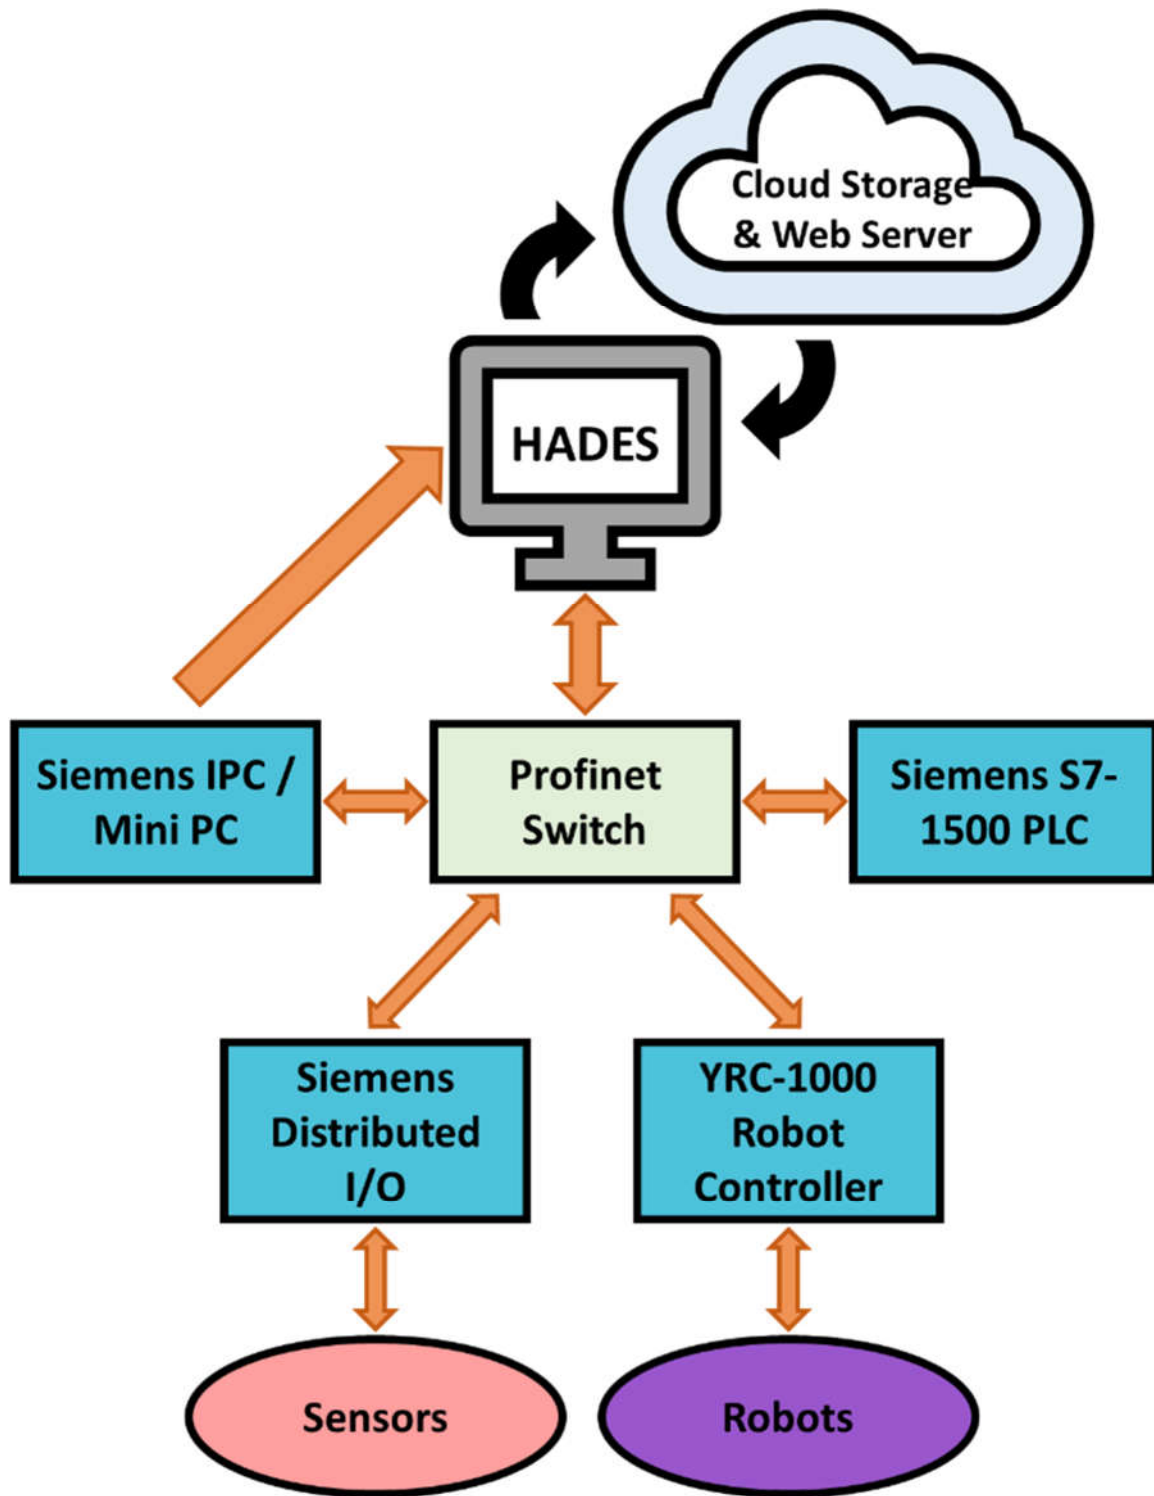 Cloud Storage
& Web Server
HADES
Siemens IPC /
Mini PC
Profinet
Switch
Siemens S7-
1500 PLC
Siemens
Distributed
I/O
YRC-1000
Robot
Controller
Sensors
Robots